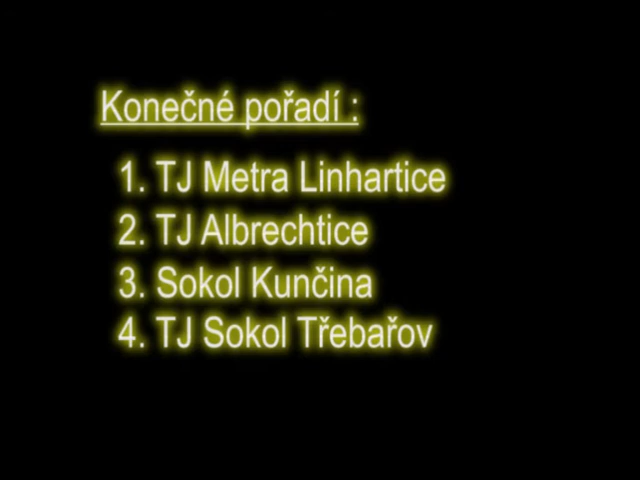 Konečné pořadí :
1. TJ Metra Linhartice
2. TJ Albrechtice
3. Sokol Kunčina
4. TJ Sokol Třebařov